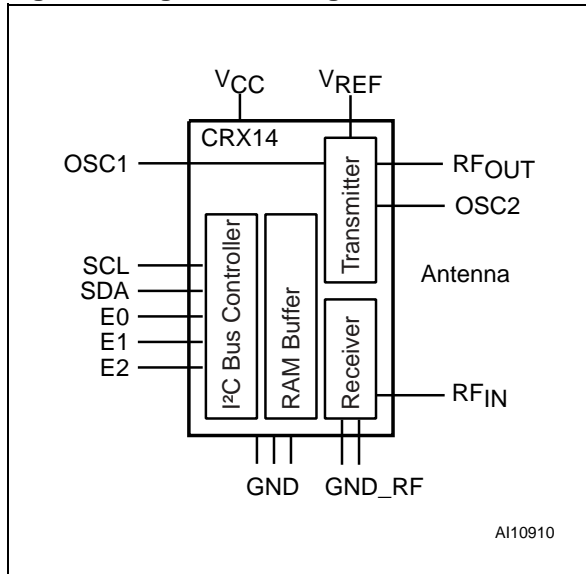 VCC
VREF
CRX14
OSC1
Transmitter
RFOUT
OSC2
I²C Bus Controller
RAM Buffer
SCL
SDA
E0
E1
E2
Antenna
Receiver
RFIN
GND
GND_RF
AI10910